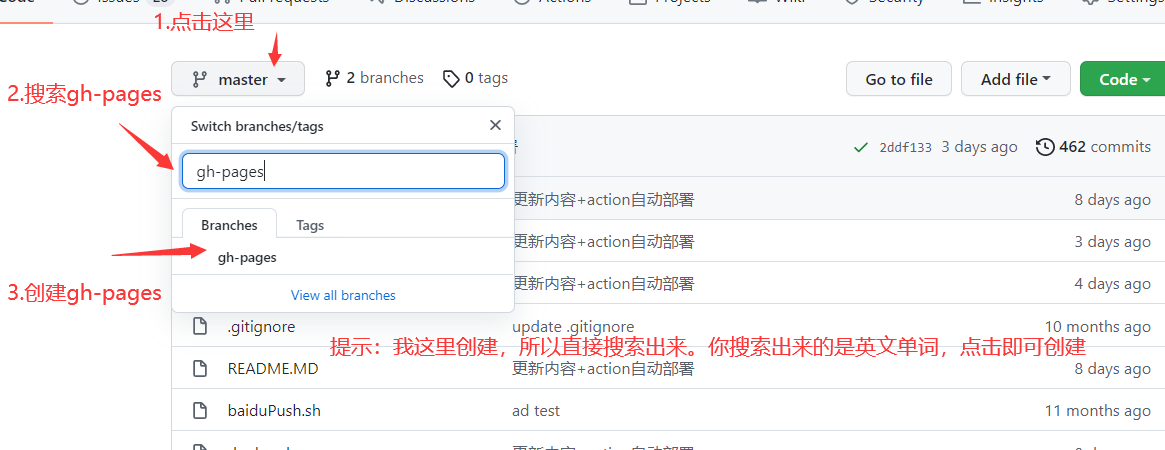 Code Issues 28 Pull requests Discussions Actions Projects Wiki Security Insights Settings
1.点击这里
master 2 branches 0 tags Go to file Add file Code
2.搜索gh-pages
Switch branches/tags
2ddf133 3 days ago 462 commits
gh-pages
更新内容+action自动部署 8 days ago
Branches Tags
更新内容+action自动部署 3 days ago
gh-pages
3.创建gh-pages
更新内容+action自动部署 4 days ago
View all branches
.gitignore update .gitignore 10 months ago
提示：我这里创建，所以直接搜索出来。你搜索出来的是英文单词，点击即可创建
README.MD 更新内容+action自动部署 8 days ago
baiduPush.sh ad test 11 months ago